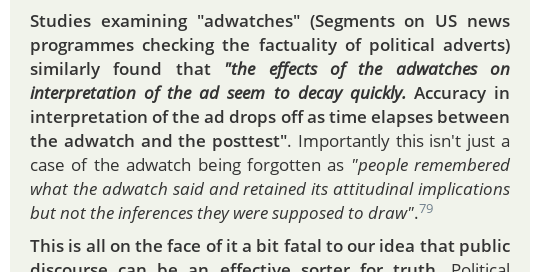 Studies examining "adwatches" (Segments on US news
programmes checking the factuality of political adverts)
similarly found that "the effects of the adwatches on
interpretation of the ad seem to decay quickly. Accuracy in
interpretation of the ad drops off as time elapses between
the adwatch and the posttest". Importantly this isn't just a
case of the adwatch being forgotten as "people remembered
what the adwatch said and retained its attitudinal implications
but not the inferences they were supposed to draw".79
This is all on the face of it a bit fatal to our idea that public
discourse can be an effective sorter for truth. Political